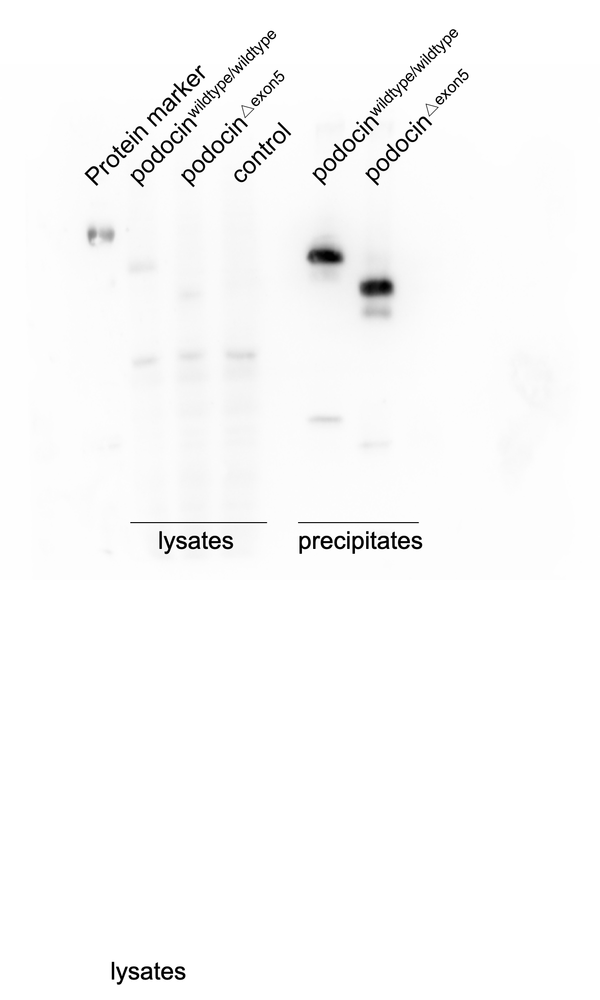 Protein marker
podocinwildtype/wildtype
podocin△exon5
control
podocinwildtype/wildtype
podocin△exon5
lysates
precipitates
lysates